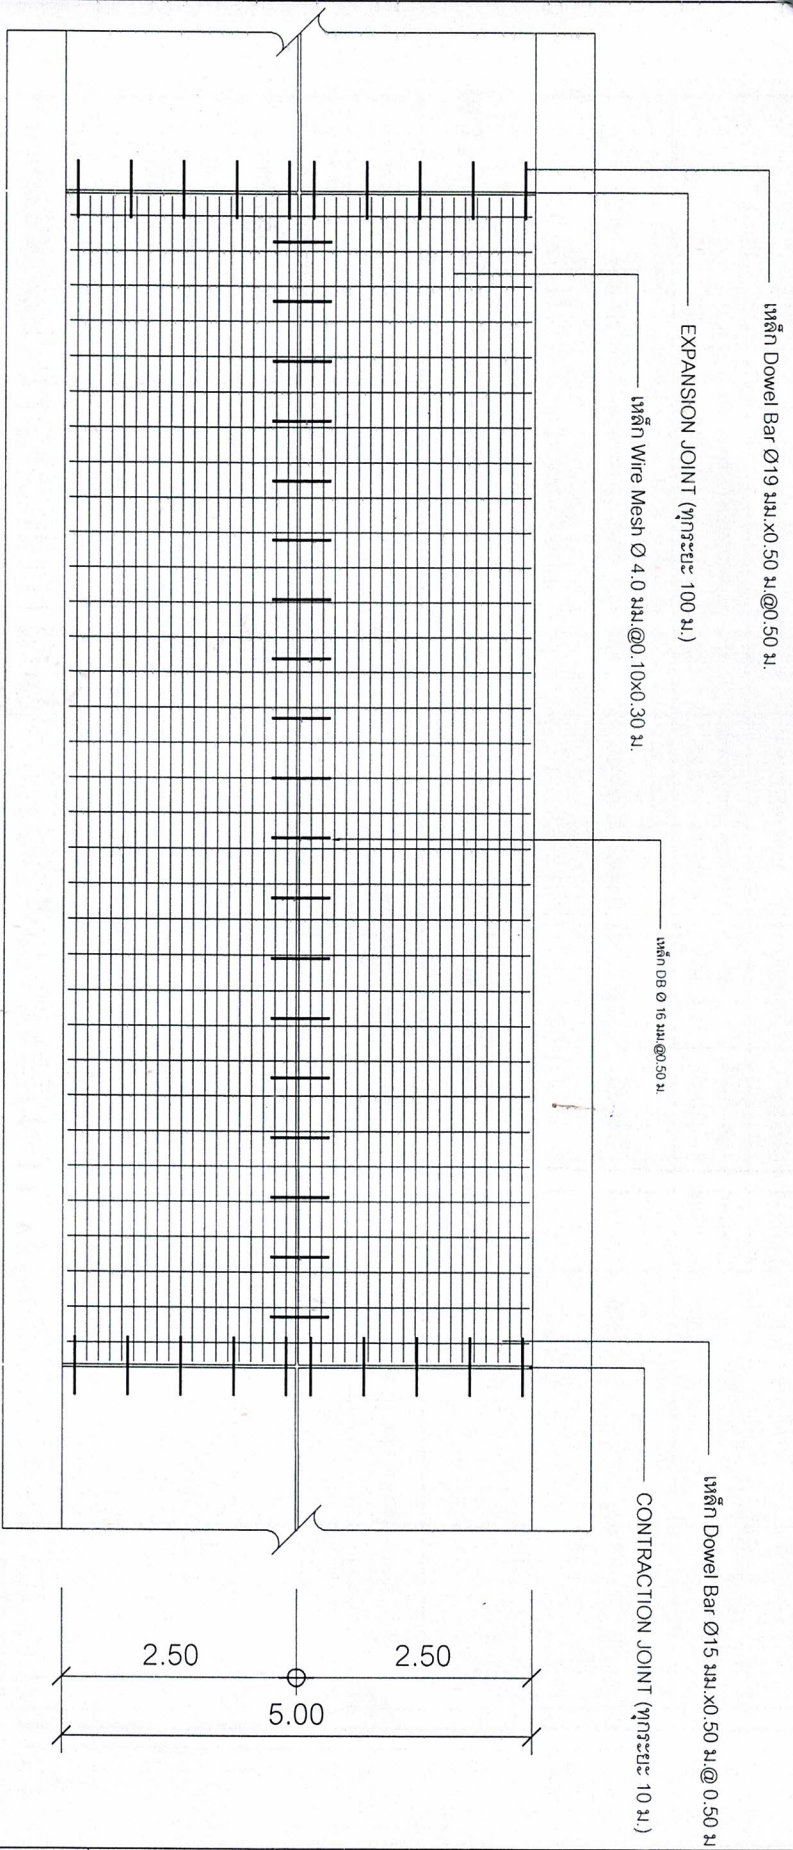 เหล็ก Dowel Bar Ø19 มม.x0.50 ม.@0.50 ม.
EXPANSION JOINT (ทุกระยะ 100 ม.)
เหล็ก Wire Mesh Ø 4.0 มม.@0.10x0.30 ม.
เหล็ก DB Ø 16 มม.@0.50 ม.
เหล็ก Dowel Bar Ø15 มม.x0.50 ม.@ 0.50 ม
CONTRACTION JOINT (ทุกระยะ 10 ม.)
2.50
2.50
5.00